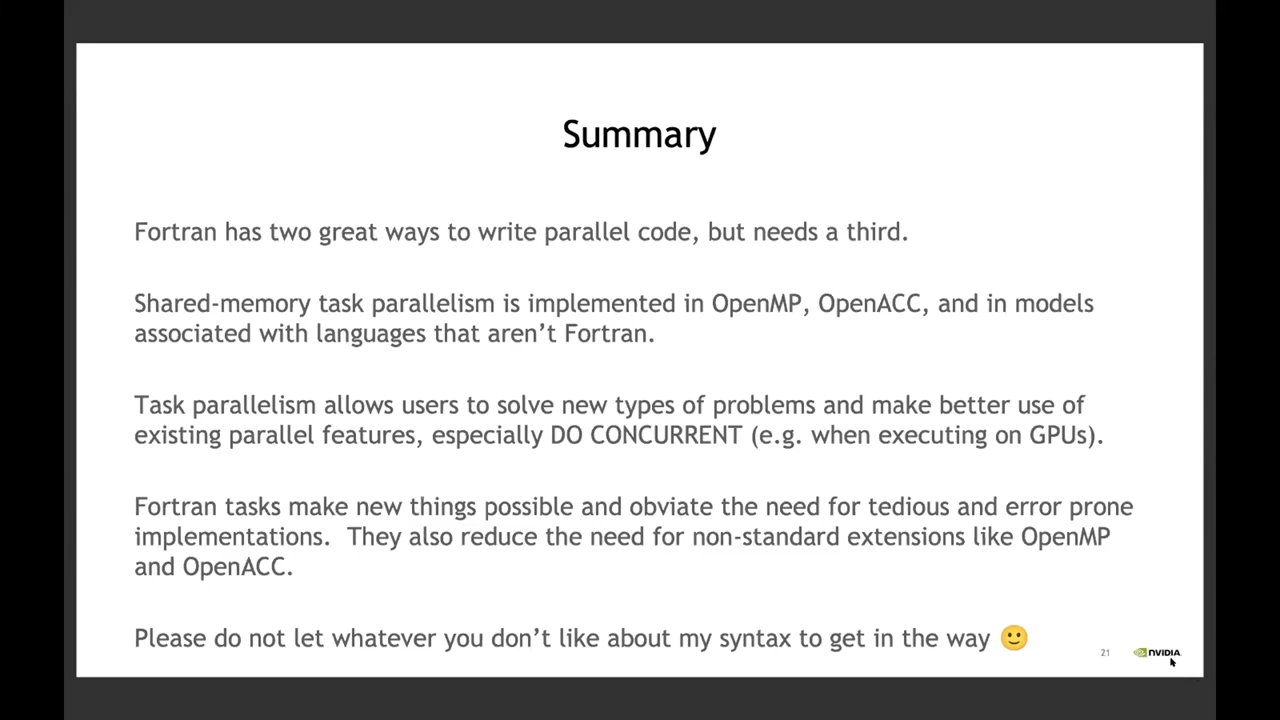 Summary
Fortran has two great ways to write parallel code, but needs a third.
Shared-memory task parallelism is implemented in OpenMP, OpenACC, and in models
associated with languages that aren’t Fortran.
Task parallelism allows users to solve new types of problems and make better use of
existing parallel features, especially DO CONCURRENT (e.g. when executing on GPUs).
Fortran tasks make new things possible and obviate the need for tedious and error prone
implementations.  They also reduce the need for non-standard extensions like OpenMP
and OpenACC.
Please do not let whatever you don’t like about my syntax to get in the way 🙂
21 NVIDIA.